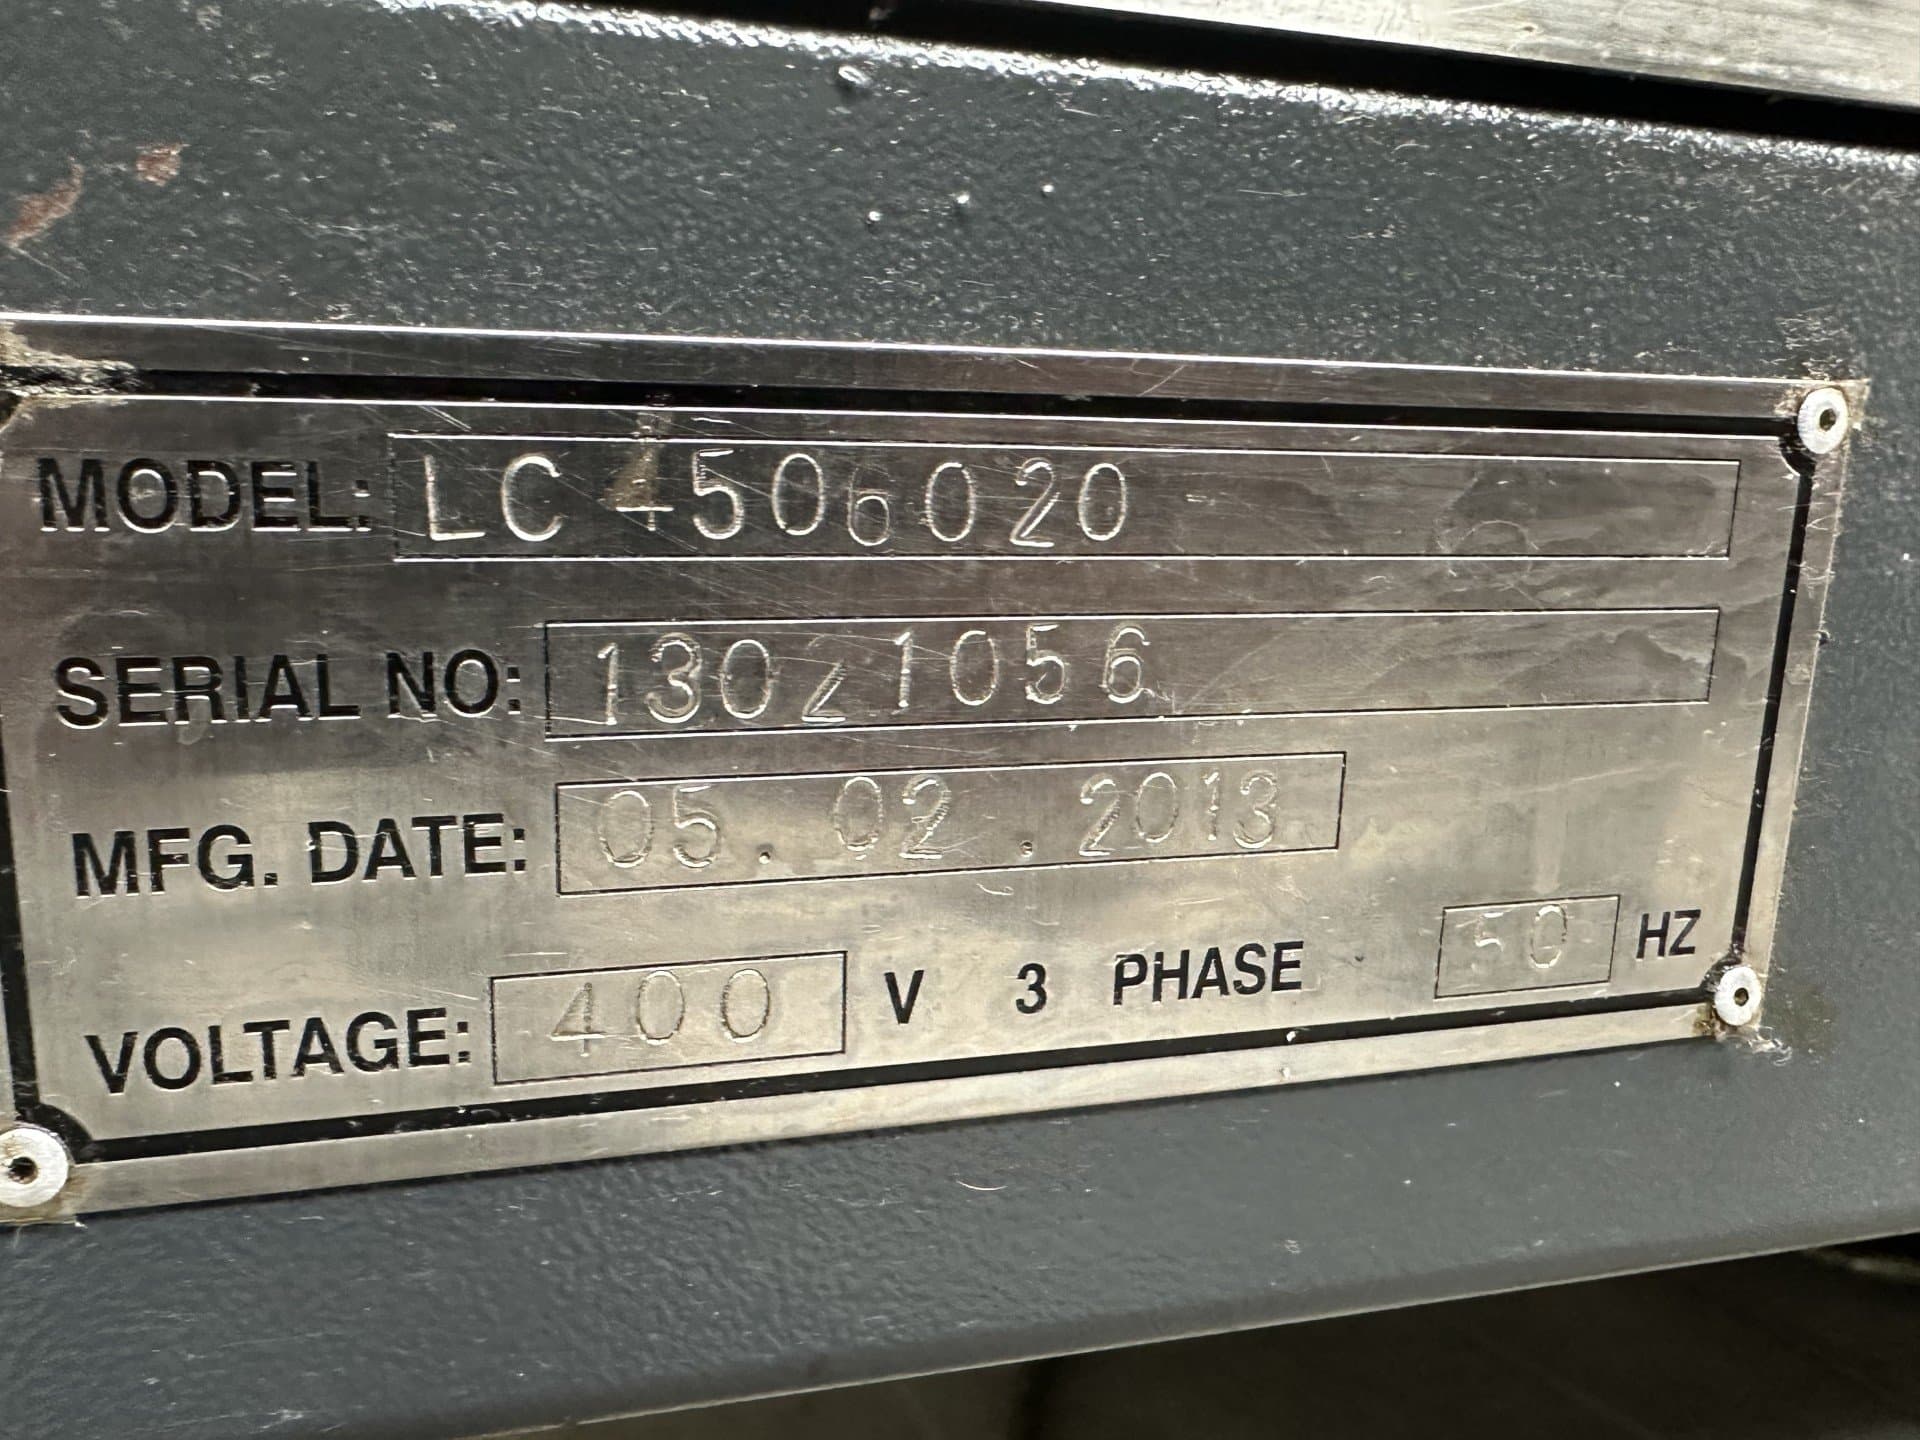 MODEL: LC 4506020
SERIAL NO: 13021056
MFG. DATE: 05.02.2013
VOLTAGE: 400 V 3 PHASE 50 HZ